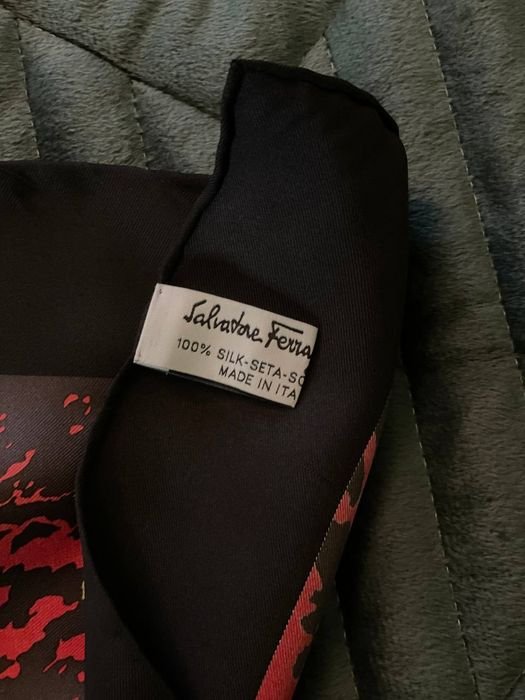 Salvatore Ferra
100% SILK-SETA-SO
MADE IN ITA